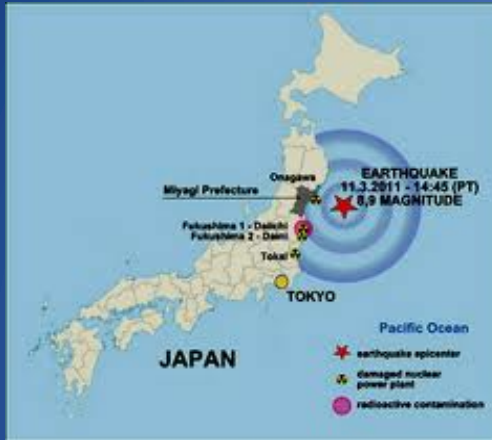 Onagawa
EARTHQUAKE
11.3.2011 - 14:45 (PT)
8,9 MAGNITUDE
Miyagi Prefecture
Fukushima 1 - Daiichi
Fukushima 2 - Daini
Tokai
TOKYO
JAPAN
Pacific Ocean
earthquake epicenter
damaged nuclear
power plant
radioactive contamination